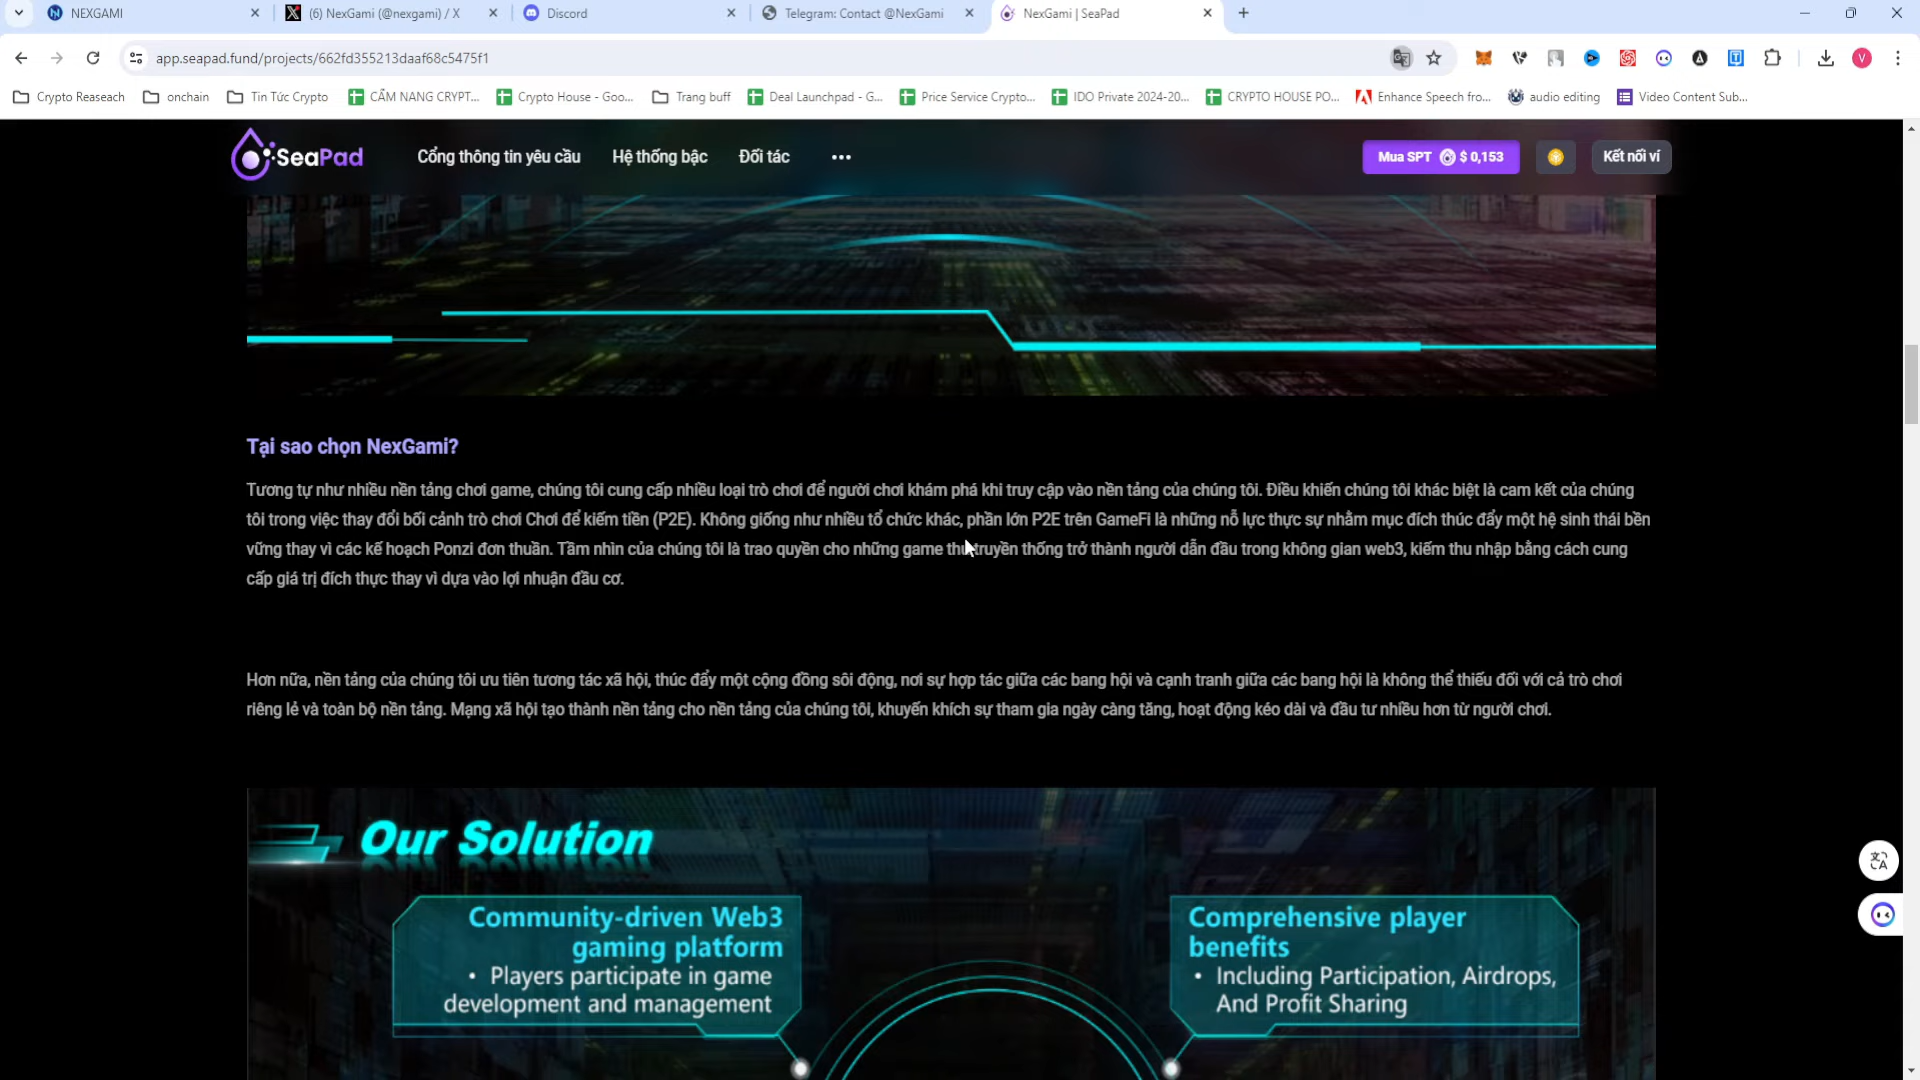 NEXGAMI
(6) NexGami (@nexgami) / X
Discord
Telegram: Contact @NexGami
NexGami | SeaPad
app.seapad.fund/projects/662fd355213daaf68c5475f1
Crypto Reaseach
onchain
Tin Tức Crypto
CẨM NANG CRYPT...
Crypto House - Goo...
Trang buff
Deal Launchpad - G...
Price Service Crypto...
IDO Private 2024-20...
CRYPTO HOUSE PO...
Enhance Speech fro...
audio editing
Video Content Sub...
SeaPad
Cổng thông tin yêu cầu
Hệ thống bậc
Đối tác
Mua SPT $ 0,153
Kết nối ví
Tại sao chọn NexGami?
Tương tự như nhiều nền tảng chơi game, chúng tôi cung cấp nhiều loại trò chơi để người chơi khám phá khi truy cập vào nền tảng của chúng tôi. Điều khiến chúng tôi khác biệt là cam kết của chúng
tôi trong việc thay đổi bối cảnh trò chơi Chơi để kiếm tiền (P2E). Không giống như nhiều tổ chức khác, phần lớn P2E trên GameFi là những nỗ lực thực sự nhằm mục đích thúc đẩy một hệ sinh thái bền
vững thay vì các kế hoạch Ponzi đơn thuần. Tầm nhìn của chúng tôi là trao quyền cho những game thủ truyền thống trở thành người dẫn đầu trong không gian web3, kiếm thu nhập bằng cách cung
cấp giá trị đích thực thay vì dựa vào lợi nhuận đầu cơ.
Hơn nữa, nền tảng của chúng tôi ưu tiên tương tác xã hội, thúc đẩy một cộng đồng sôi động, nơi sự hợp tác giữa các bang hội và cạnh tranh giữa các bang hội là không thể thiếu đối với cả trò chơi
riêng lẻ và toàn bộ nền tảng. Mạng xã hội tạo thành nền tảng cho nền tảng của chúng tôi, khuyến khích sự tham gia ngày càng tăng, hoạt động kéo dài và đầu tư nhiều hơn từ người chơi.
Our Solution
Community-driven Web3
gaming platform
• Players participate in game
development and management
Comprehensive player
benefits
• Including Participation, Airdrops,
And Profit Sharing